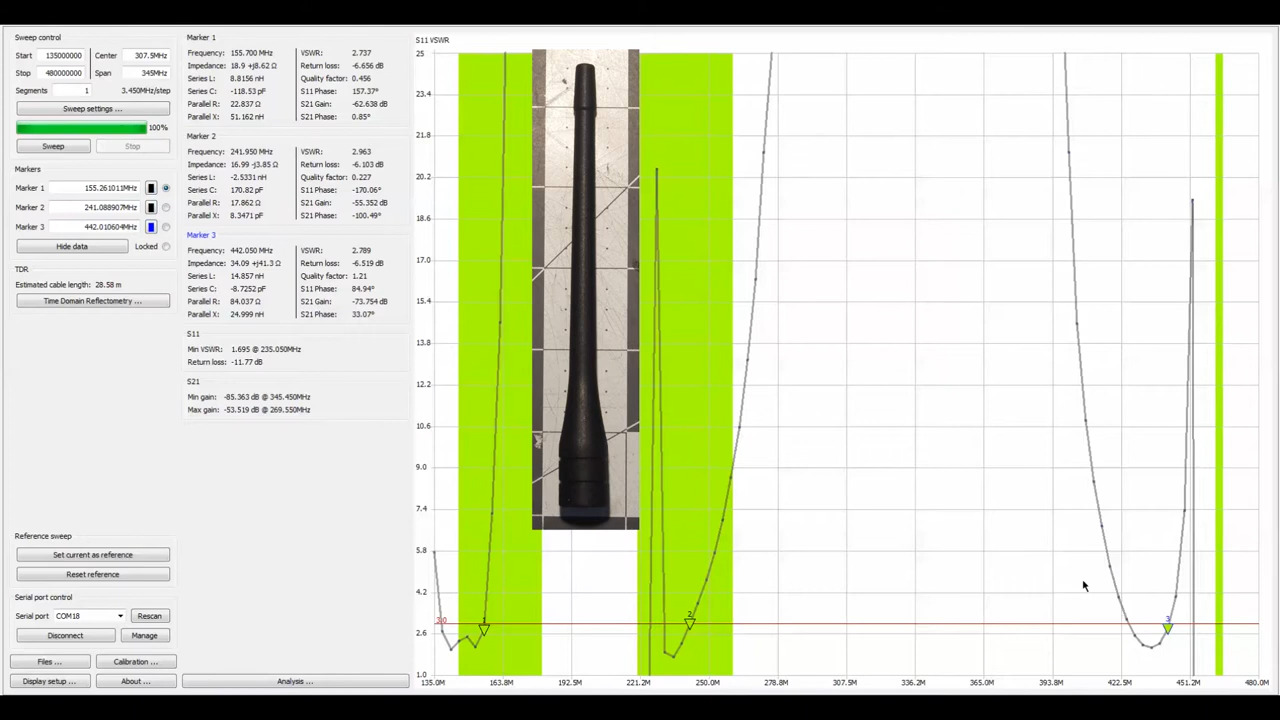 Sweep control
Start 135000000 Center 307.5MHz
Stop 480000000 Span 345MHz
Segments 1 3.450MHz/step
Sweep settings ...
100%
Sweep Stop
Markers
Marker 1 155.261011MHz
Marker 2 241.088907MHz
Marker 3 442.010604MHz
Hide data Locked
TDR
Estimated cable length: 28.58 m
Time Domain Reflectometry ...
Reference sweep
Set current as reference
Reset reference
Serial port control
Serial port COM18 Rescan
Disconnect Manage
Files ... Calibration ...
Display setup ... About ...
Marker 1
Frequency: 155.700 MHz VSWR: 2.737
Impedance: 18.9 +j8.62 Ω Return loss: -6.656 dB
Series L: 8.8156 nH Quality factor: 0.456
Series C: -118.53 pF S11 Phase: 157.37°
Parallel R: 22.837 Ω S21 Gain: -62.638 dB
Parallel X: 51.162 nH S21 Phase: 0.85°
Marker 2
Frequency: 241.950 MHz VSWR: 2.963
Impedance: 16.99 -j3.85 Ω Return loss: -6.103 dB
Series L: -2.5331 nH Quality factor: 0.227
Series C: 170.82 pF S11 Phase: -170.06°
Parallel R: 17.862 Ω S21 Gain: -55.352 dB
Parallel X: 8.3471 pF S21 Phase: -100.49°
Marker 3
Frequency: 442.050 MHz VSWR: 2.789
Impedance: 34.09 +j41.3 Ω Return loss: -6.519 dB
Series L: 14.857 nH Quality factor: 1.21
Series C: -8.7252 pF S11 Phase: 84.94°
Parallel R: 84.037 Ω S21 Gain: -73.754 dB
Parallel X: 24.999 nH S21 Phase: 33.07°
S11
Min VSWR: 1.695 @ 235.050MHz
Return loss: -11.77 dB
S21
Min gain: -85.363 dB @ 345.450MHz
Max gain: -53.519 dB @ 269.550MHz
Analysis ...
S11 VSWR
25
23.4
21.8
20.2
18.6
17.0
15.4
13.8
12.2
10.6
9.0
7.4
5.8
4.2
3.0
2.6
1.0
1 2 3
135.0M 163.8M 192.5M 221.2M 250.0M 278.8M 307.5M 336.2M 365.0M 393.8M 422.5M 451.2M 480.0M